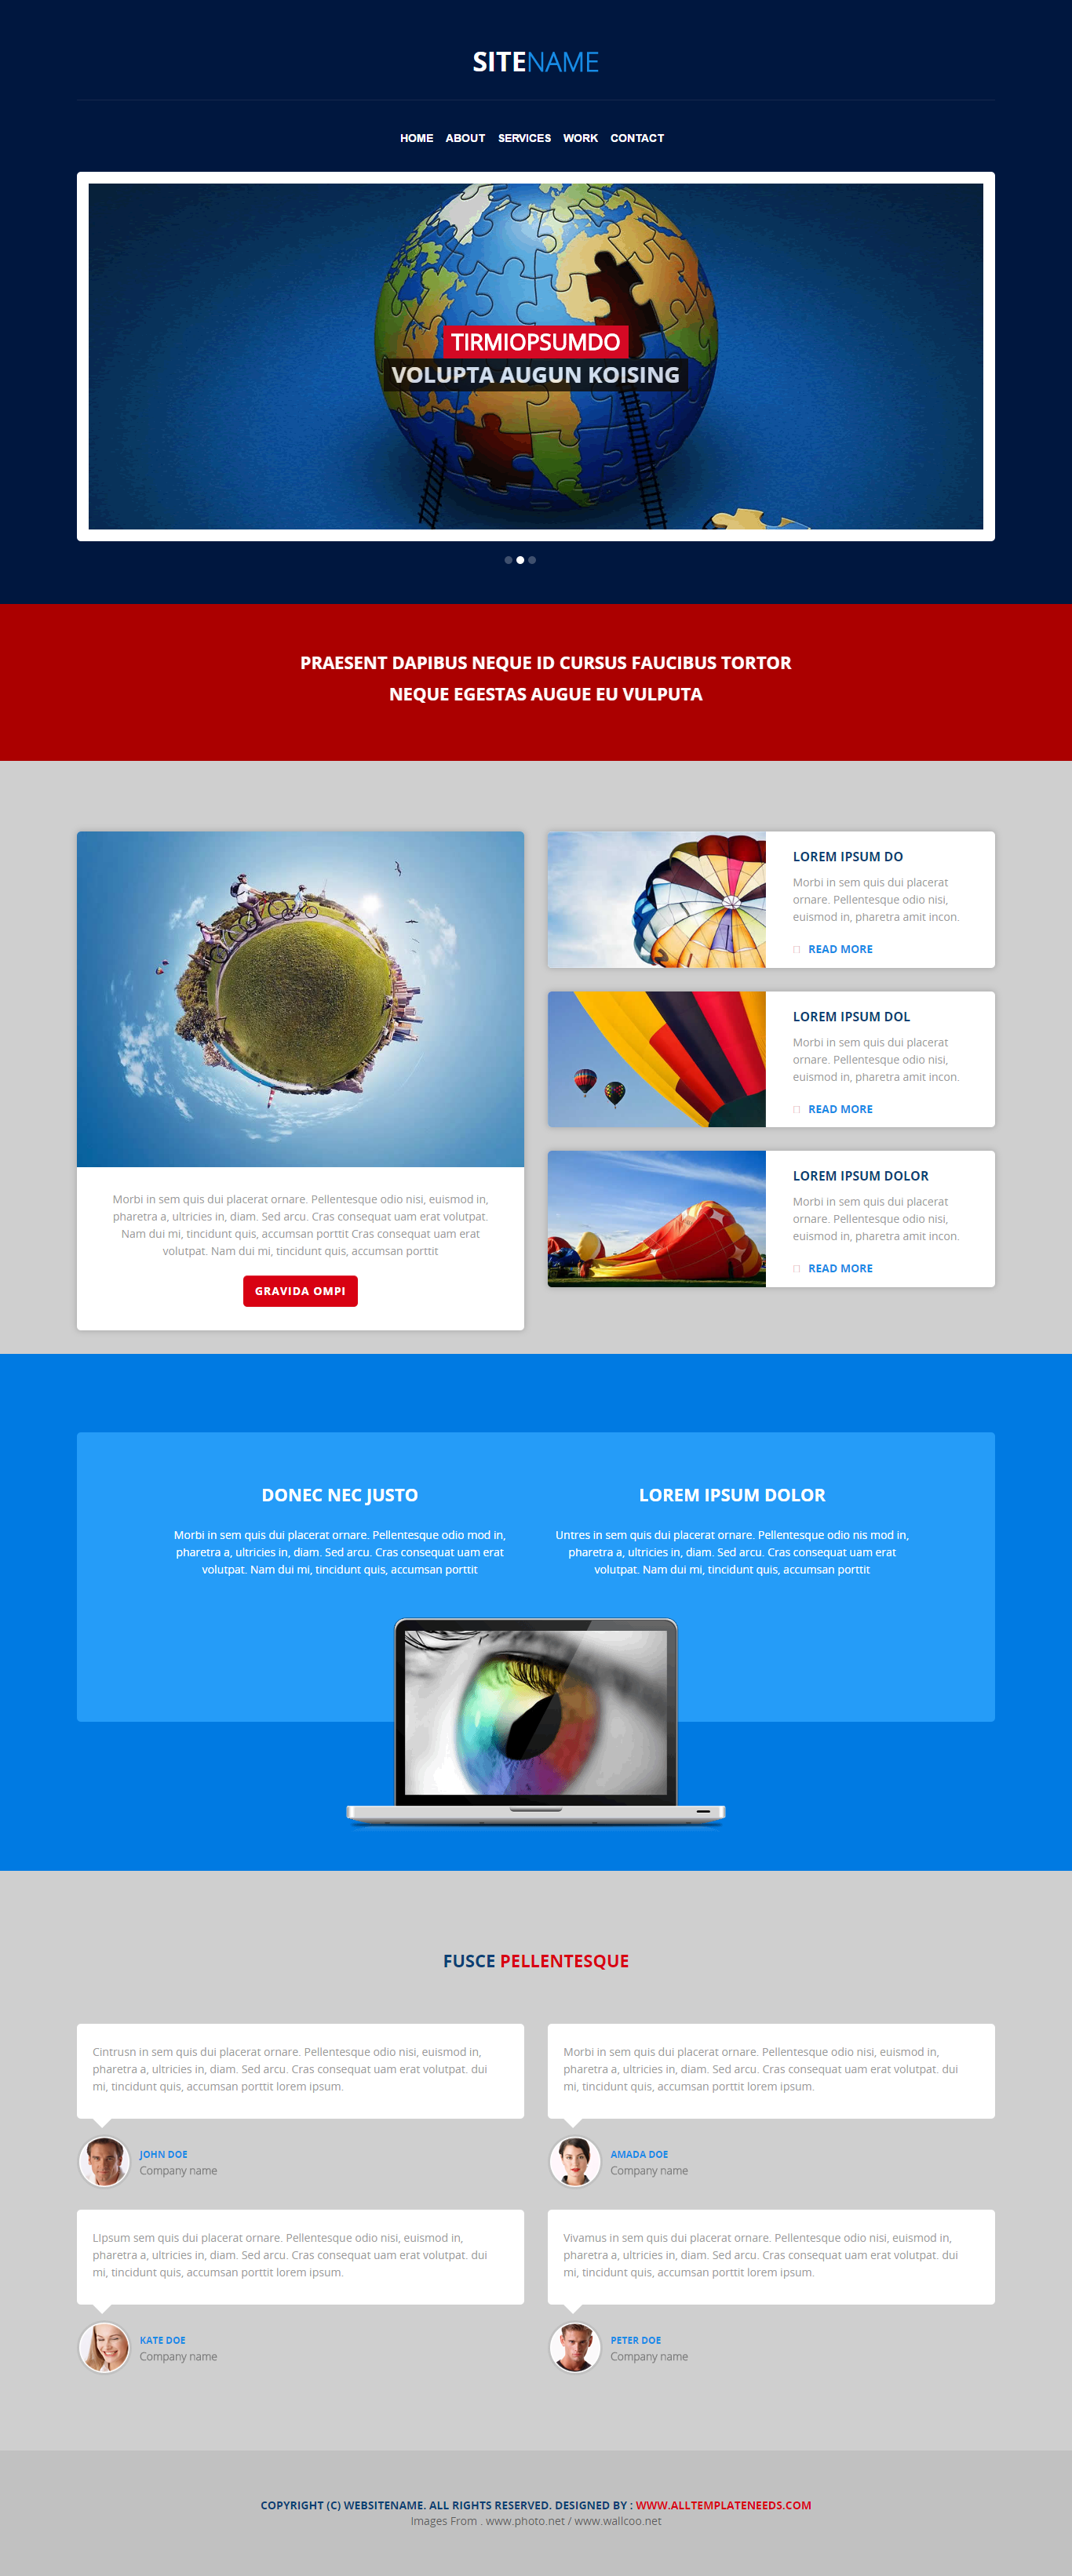 SITENAME
HOME ABOUT SERVICES WORK CONTACT
TIRMIOPSUMDO
VOLUPTA AUGUN KOISING
PRAESENT DAPIBUS NEQUE ID CURSUS FAUCIBUS TORTOR
NEQUE EGESTAS AUGUE EU VULPUTA
Morbi in sem quis dui placerat ornare. Pellentesque odio nisi, euismod in,
pharetra a, ultricies in, diam. Sed arcu. Cras consequat uam erat volutpat.
Nam dui mi, tincidunt quis, accumsan porttit Cras consequat uam erat
volutpat. Nam dui mi, tincidunt quis, accumsan porttit
GRAVIDA OMPI
LOREM IPSUM DO
Morbi in sem quis dui placerat
ornare. Pellentesque odio nisi,
euismod in, pharetra amit incon.
READ MORE
LOREM IPSUM DOL
Morbi in sem quis dui placerat
ornare. Pellentesque odio nisi,
euismod in, pharetra amit incon.
READ MORE
LOREM IPSUM DOLOR
Morbi in sem quis dui placerat
ornare. Pellentesque odio nisi,
euismod in, pharetra amit incon.
READ MORE
DONEC NEC JUSTO
Morbi in sem quis dui placerat ornare. Pellentesque odio mod in,
pharetra a, ultricies in, diam. Sed arcu. Cras consequat uam erat
volutpat. Nam dui mi, tincidunt quis, accumsan porttit
LOREM IPSUM DOLOR
Untres in sem quis dui placerat ornare. Pellentesque odio nis mod in,
pharetra a, ultricies in, diam. Sed arcu. Cras consequat uam erat
volutpat. Nam dui mi, tincidunt quis, accumsan porttit
FUSCE PELLENTESQUE
Cintrusn in sem quis dui placerat ornare. Pellentesque odio nisi, euismod in,
pharetra a, ultricies in, diam. Sed arcu. Cras consequat uam erat volutpat. dui
mi, tincidunt quis, accumsan porttit lorem ipsum.
JOHN DOE
Company name
Morbi in sem quis dui placerat ornare. Pellentesque odio nisi, euismod in,
pharetra a, ultricies in, diam. Sed arcu. Cras consequat uam erat volutpat. dui
mi, tincidunt quis, accumsan porttit lorem ipsum.
AMADA DOE
Company name
LIpsum sem quis dui placerat ornare. Pellentesque odio nisi, euismod in,
pharetra a, ultricies in, diam. Sed arcu. Cras consequat uam erat volutpat. dui
mi, tincidunt quis, accumsan porttit lorem ipsum.
KATE DOE
Company name
Vivamus in sem quis dui placerat ornare. Pellentesque odio nisi, euismod in,
pharetra a, ultricies in, diam. Sed arcu. Cras consequat uam erat volutpat. dui
mi, tincidunt quis, accumsan porttit lorem ipsum.
PETER DOE
Company name
COPYRIGHT (C) WEBSITENAME. ALL RIGHTS RESERVED. DESIGNED BY : WWW.ALLTEMPLATENEEDS.COM
Images From . www.photo.net / www.wallcoo.net